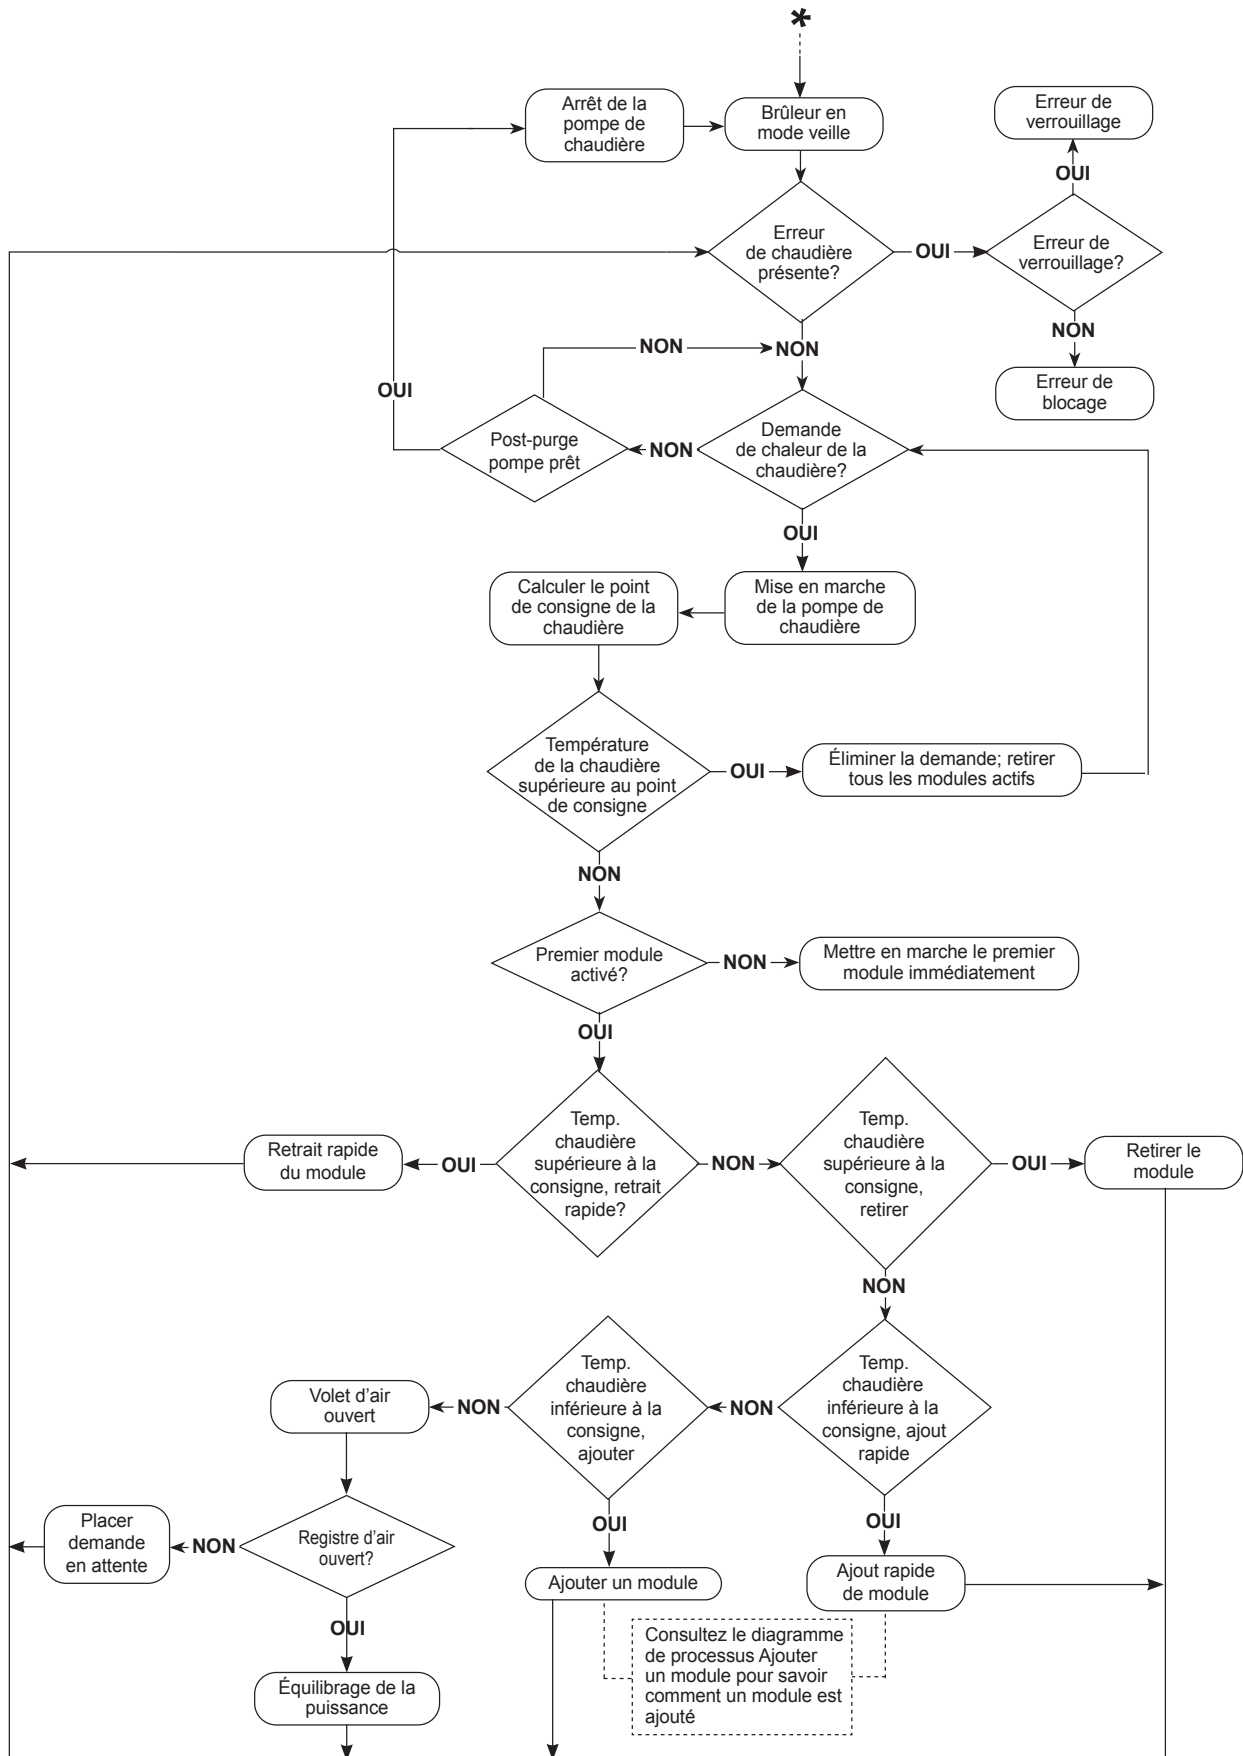 *
Arrêt de la
pompe de
chaudière
Brûleur en
mode veille
Erreur de
verrouillage
OUI
Erreur
de chaudière
présente?
OUI
Erreur de
verrouillage?
NON
Erreur de
blocage
NON
NON
OUI
Post-purge
pompe prêt
NON
Demande
de chaleur de la
chaudière?
OUI
Calculer le point
de consigne de la
chaudière
Mise en marche
de la pompe de
chaudière
Température
de la chaudière
supérieure au point
de consigne
OUI
Éliminer la demande; retirer
tous les modules actifs
NON
Premier module
activé?
NON
Mettre en marche le premier
module immédiatement
OUI
Retrait rapide
du module
OUI
Temp.
chaudière
supérieure à la
consigne, retrait
rapide?
NON
Temp.
chaudière
supérieure à la
consigne,
retirer
OUI
Retirer le
module
NON
Volet d'air
ouvert
NON
Temp.
chaudière
inférieure à la
consigne,
ajouter
NON
Temp.
chaudière
inférieure à la
consigne, ajout
rapide
Placer
demande
en attente
NON
Registre d'air
ouvert?
OUI
OUI
Ajouter un module
Ajout rapide
de module
OUI
Équilibrage de la
puissance
Consultez le diagramme
de processus Ajouter
un module pour savoir
comment un module est
ajouté